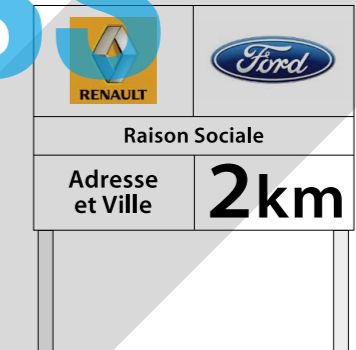 RENAULT
Ford
Raison Sociale
Adresse
et Ville
2km